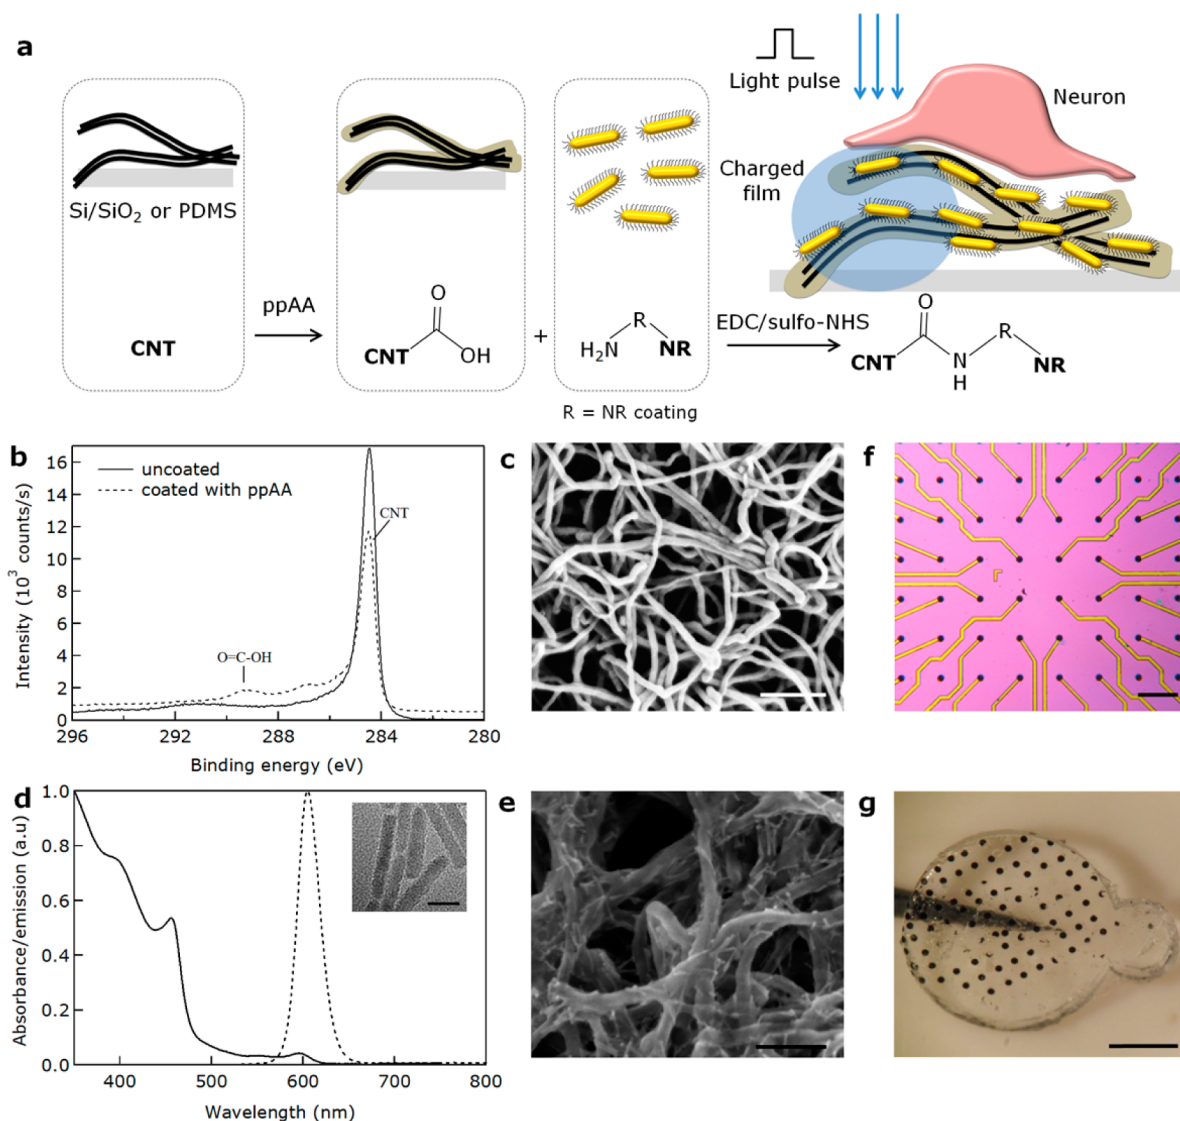 a
Light pulse
Neuron
Charged
film
Si/SiO₂ or PDMS
ppAA
CNT
O
CNT
OH
+
R
H₂N
NR
R = NR coating
EDC/sulfo-NHS
O
R
CNT
N
H
NR
b
uncoated
coated with ppAA
CNT
O=C-OH
Intensity (10³ counts/s)
16
14
12
10
8
6
4
2
0
296
292
288
284
280
Binding energy (eV)
c
f
d
Absorbance/emission (a.u)
1.0
0.8
0.6
0.4
0.2
0.0
400
500
600
700
800
Wavelength (nm)
e
g